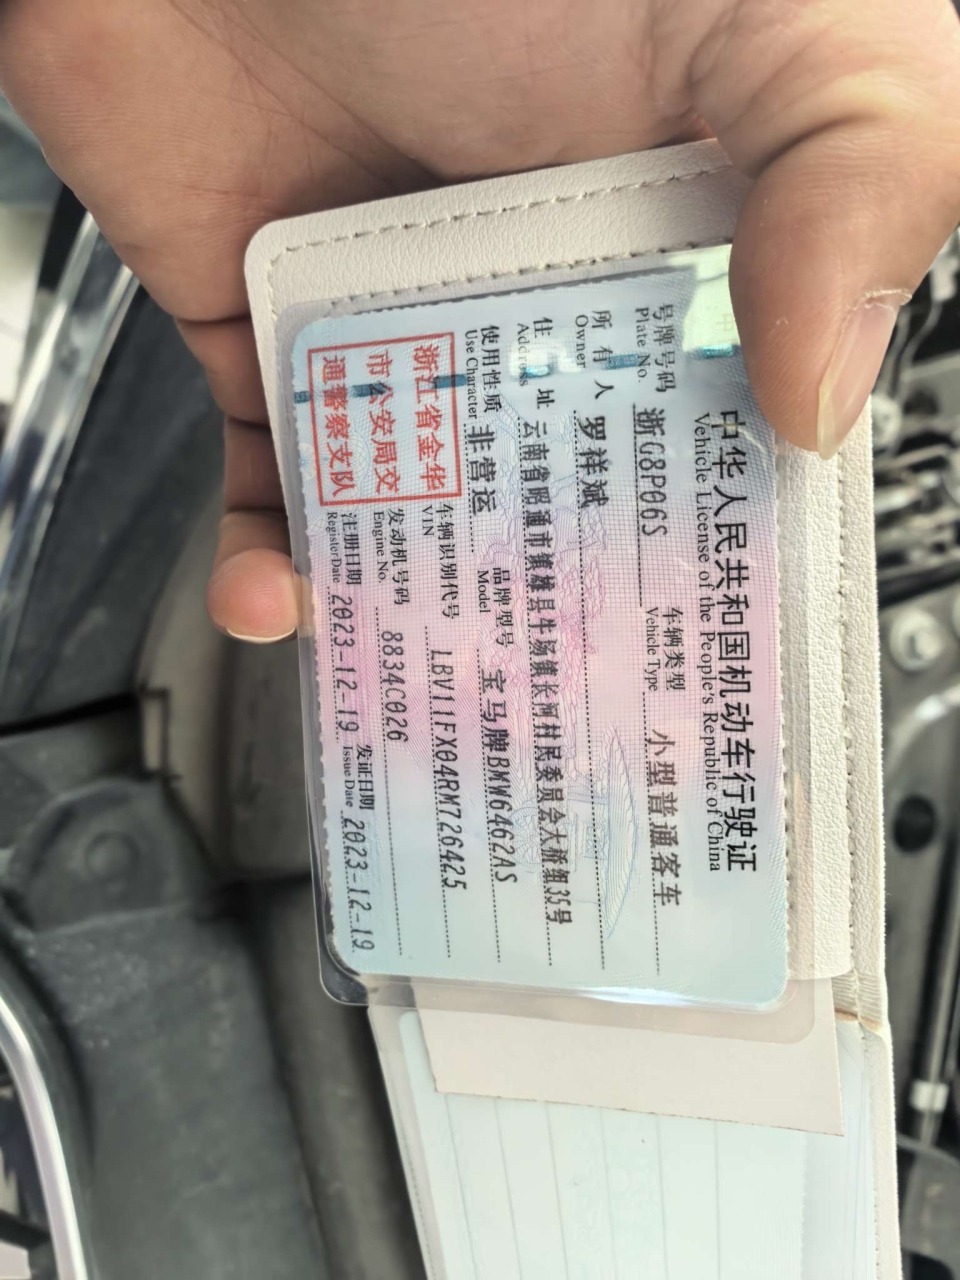 中华人民共和国机动车行驶证
Vehicle License of the People's Republic of China
号牌号码 浙G8P06S 车辆类型 小型普通客车
Plate No. Vehicle Type
所有人 罗祥斌
Owner
住址 云南省昭通市镇雄县牛场镇长河村民委员会大桥组35号
Address
使用性质 非营运 品牌型号 宝马牌BMW6462AS
Use Character Model
浙江省金华
市公安局交
通警察支队
车辆识别代号 LBV11FX04RM726425
VIN
发动机号码 8834C026
Engine No.
注册日期 2023-12-19 发证日期 2023-12-19
Register Date Issue Date